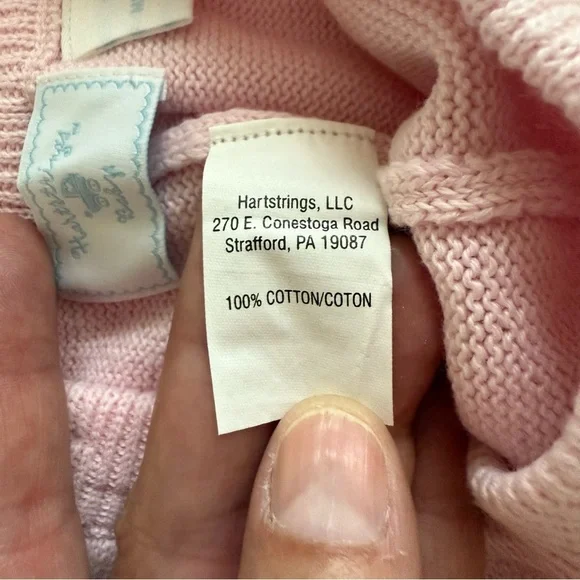 Hartstrings, LLC
270 E. Conestoga Road
Strafford, PA 19087
100% COTTON/COTON